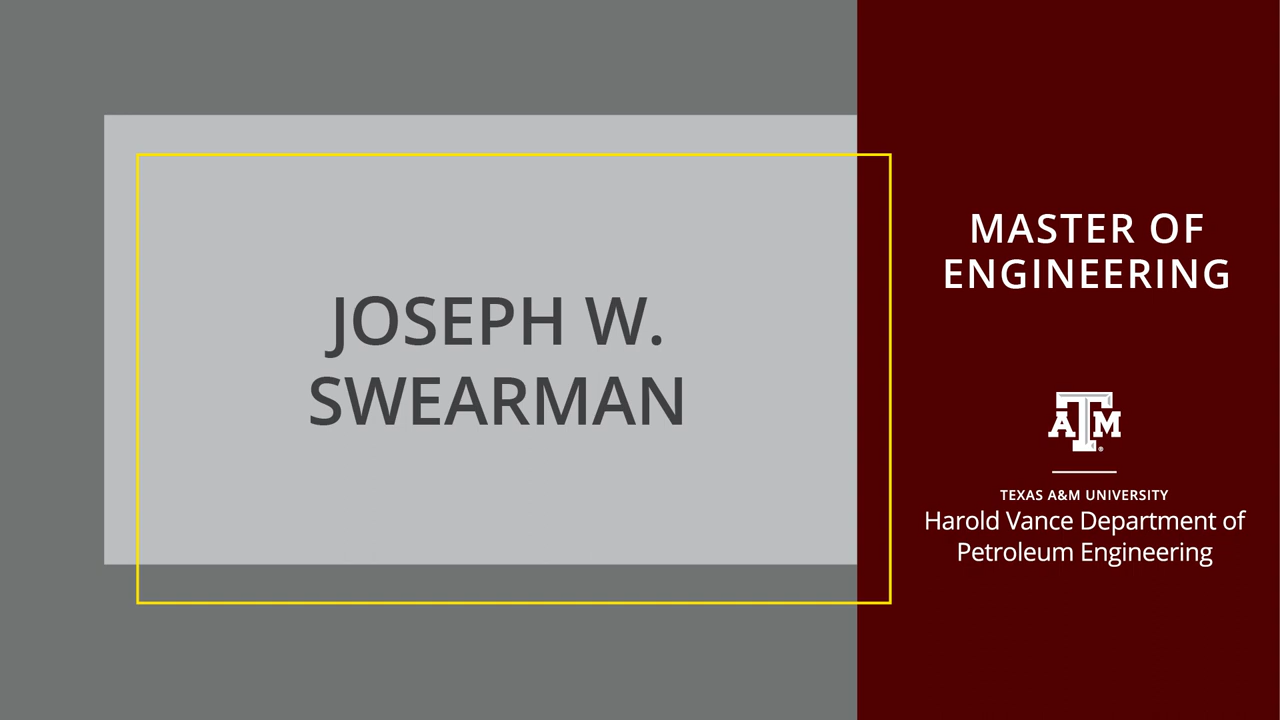 JOSEPH W.
SWEARMAN
MASTER OF
ENGINEERING
ATM
TEXAS A&M UNIVERSITY
Harold Vance Department of
Petroleum Engineering